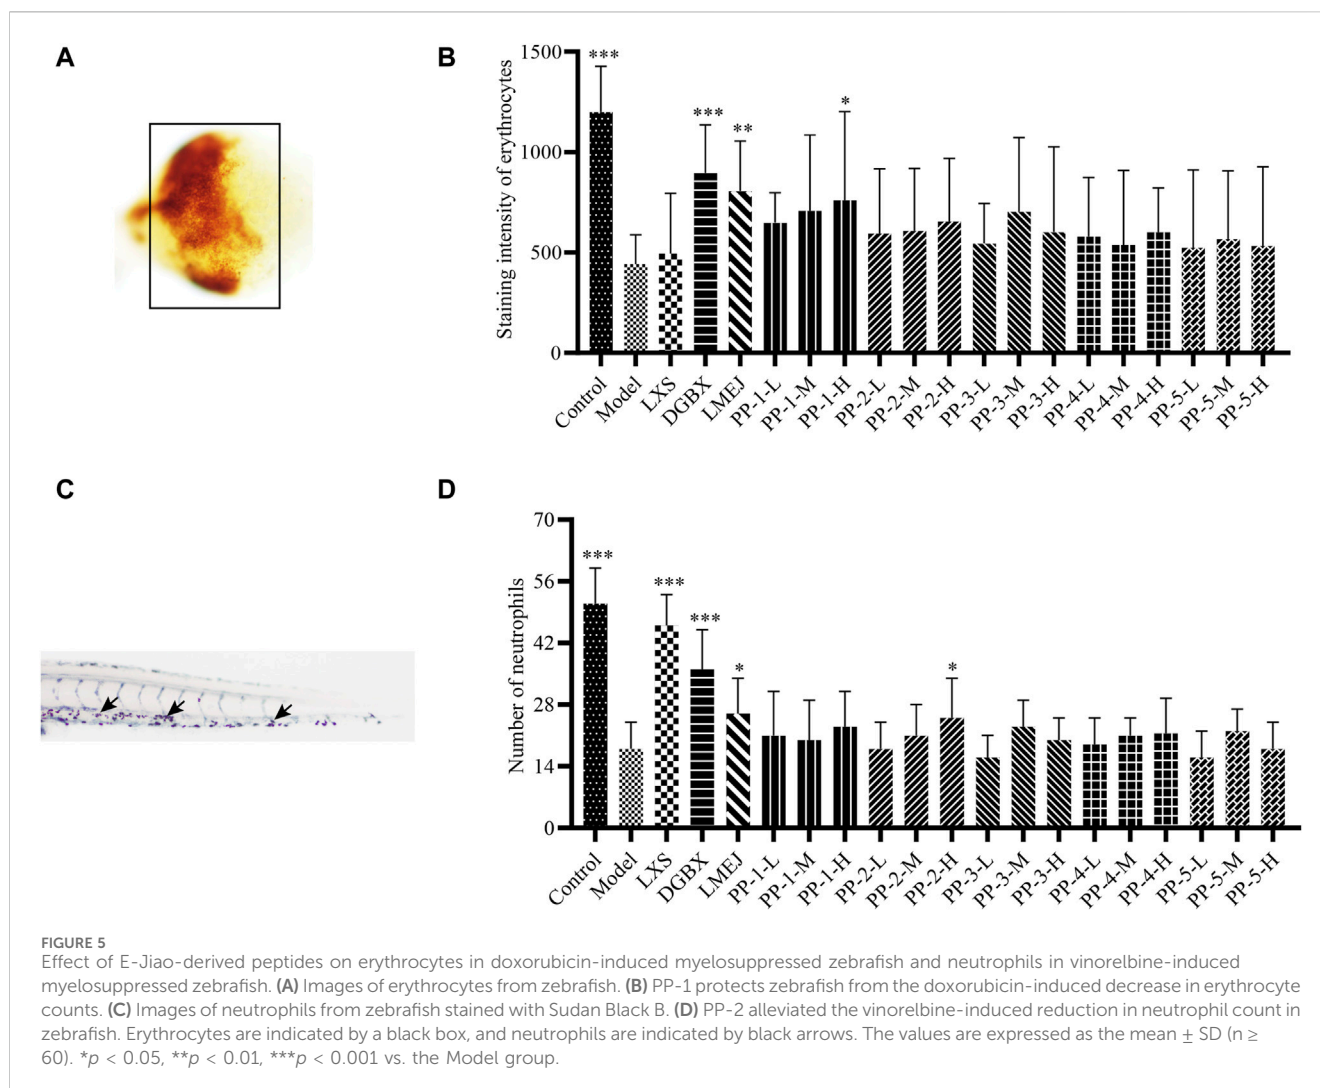 A
B
Staining intensity of erythrocytes
1500
1000
500
0
***
***
**
*
Control
Model
LXS
DGBX
LMEJ
PP-1-L
PP-1-M
PP-1-H
PP-2-L
PP-2-M
PP-2-H
PP-3-L
PP-3-M
PP-3-H
PP-4-L
PP-4-M
PP-4-H
PP-5-L
PP-5-M
PP-5-H
C
D
Number of neutrophils
70
56
42
28
14
0
***
***
***
*
*
Control
Model
LXS
DGBX
LMEJ
PP-1-L
PP-1-M
PP-1-H
PP-2-L
PP-2-M
PP-2-H
PP-3-L
PP-3-M
PP-3-H
PP-4-L
PP-4-M
PP-4-H
PP-5-L
PP-5-M
PP-5-H
FIGURE 5
Effect of E-Jiao-derived peptides on erythrocytes in doxorubicin-induced myelosuppressed zebrafish and neutrophils in vinorelbine-induced
myelosuppressed zebrafish. (A) Images of erythrocytes from zebrafish. (B) PP-1 protects zebrafish from the doxorubicin-induced decrease in erythrocyte
counts. (C) Images of neutrophils from zebrafish stained with Sudan Black B. (D) PP-2 alleviated the vinorelbine-induced reduction in neutrophil count in
zebrafish. Erythrocytes are indicated by a black box, and neutrophils are indicated by black arrows. The values are expressed as the mean ± SD (n ≥
60). *p < 0.05, **p < 0.01, ***p < 0.001 vs. the Model group.